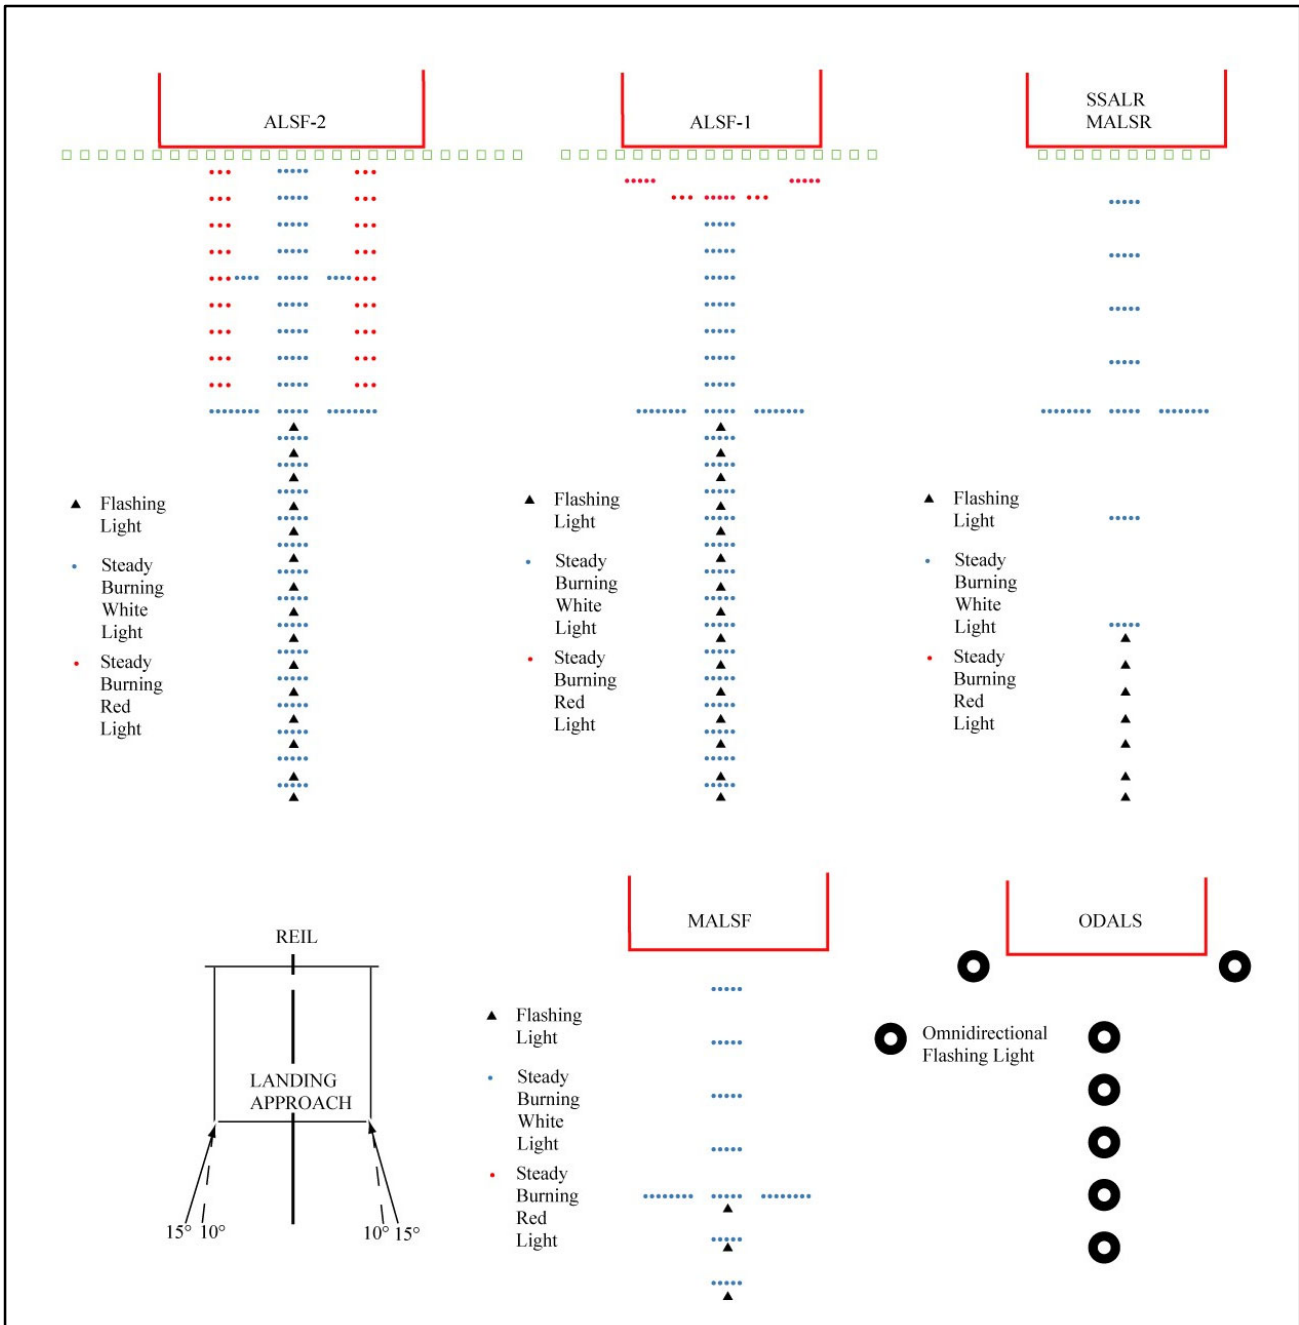 ALSF-2
Flashing
Light
Steady
Burning
White
Light
Steady
Burning
Red
Light
ALSF-1
Flashing
Light
Steady
Burning
White
Light
Steady
Burning
Red
Light
SSALR
MALSR
Flashing
Light
Steady
Burning
White
Light
Steady
Burning
Red
Light
REIL
LANDING
APPROACH
15° 10°
10° 15°
MALSF
Flashing
Light
Steady
Burning
White
Light
Steady
Burning
Red
Light
ODALS
Omnidirectional
Flashing Light